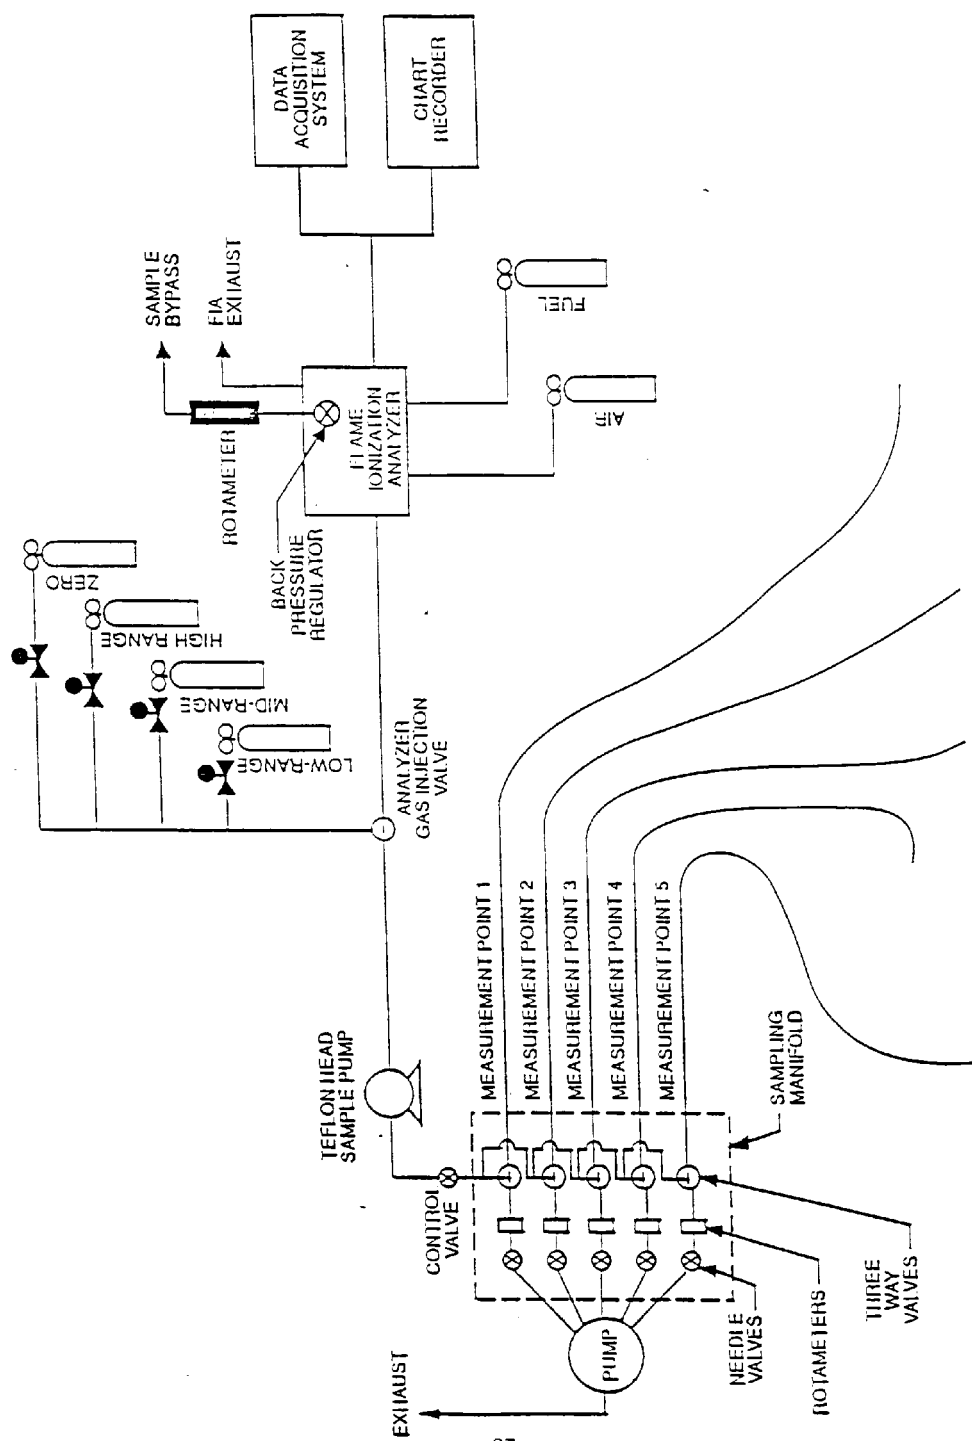 DATA
ACQUISITION
SYSTEM
CHART
RECORDER
SAMPLE
BYPASS
FIA
EXHAUST
ROTAMETER
BACK
PRESSURE
REGULATOR
FLAME
IONIZATION
ANALYZER
FUEL
AIR
ZERO
HIGH RANGE
MID-RANGE
LOW-RANGE
ANALYZER
GAS INJECTION
VALVE
TEFLON HEAD
SAMPLE PUMP
CONTROL
VALVE
MEASUREMENT POINT 1
MEASUREMENT POINT 2
MEASUREMENT POINT 3
MEASUREMENT POINT 4
MEASUREMENT POINT 5
SAMPLING
MANIFOLD
THREE
WAY
VALVES
ROTAMETERS
NEEDLE
VALVES
PUMP
EXHAUST